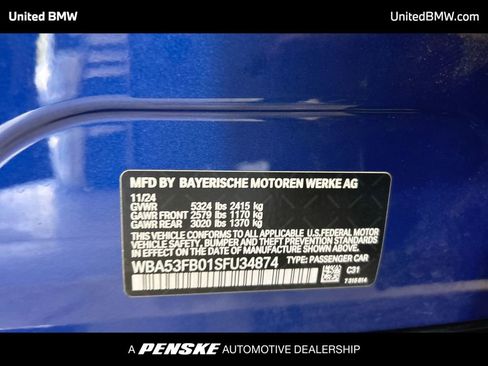 United BMW UnitedBMW.com
MFD BY BAYERISCHE MOTOREN WERKE AG
11/24
GVWR 5324 lbs 2415 kg
GAWR FRONT 2579 lbs 1170 kg
GAWR REAR 3020 lbs 1370 kg
THIS VEHICLE CONFORMS TO ALL APPLICABLE U.S. FEDERAL MOTOR
VEHICLE SAFETY, BUMPER AND THEFT PREVENTION STANDARDS IN
EFFECT ON THE DATE OF MANUFACTURE SHOWN ABOVE.
WBA53FB01SFU34874 TYPE: PASSENGER CAR
C31
A PENSKE AUTOMOTIVE DEALERSHIP